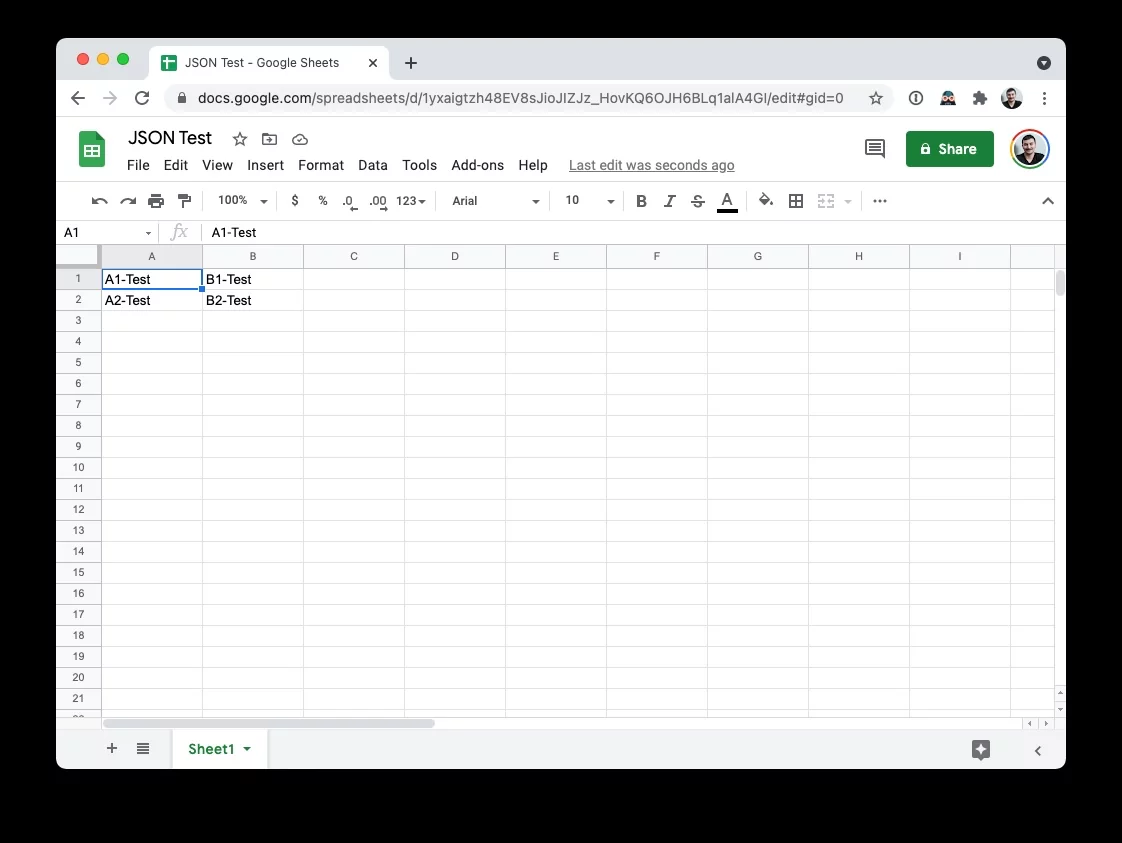 JSON Test - Google Sheets
docs.google.com/spreadsheets/d/1yxaigtzh48EV8sJioJIZJz_HovKQ6OJH6BLq1alA4GI/edit#gid=0
JSON Test
File Edit View Insert Format Data Tools Add-ons Help Last edit was seconds ago
Share
100% $ % .0 .00 123 Arial 10 B I S A
A1 fx A1-Test
A B C D E F G H I
1 A1-Test B1-Test
2 A2-Test B2-Test
3
4
5
6
7
8
9
10
11
12
13
14
15
16
17
18
19
20
21
Sheet1